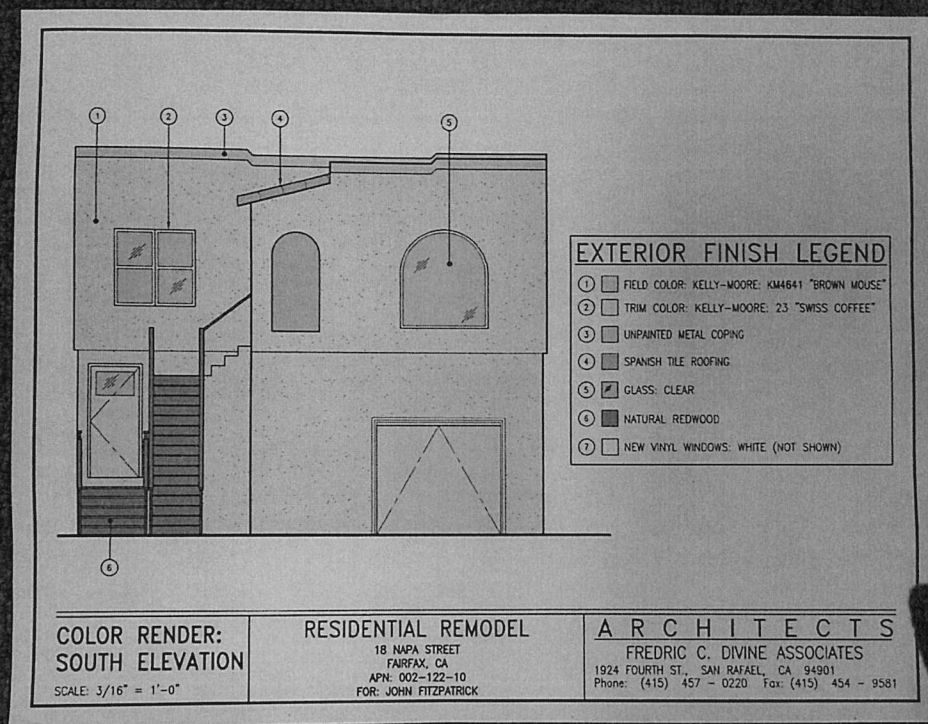 1 2 3 4 5
6
EXTERIOR FINISH LEGEND
1 FIELD COLOR: KELLY-MOORE: KM4641 "BROWN MOUSE"
2 TRIM COLOR: KELLY-MOORE: 23 "SWISS COFFEE"
3 UNPAINTED METAL COPING
4 SPANISH TILE ROOFING
5 GLASS: CLEAR
6 NATURAL REDWOOD
7 NEW VINYL WINDOWS: WHITE (NOT SHOWN)
COLOR RENDER:
SOUTH ELEVATION
SCALE: 3/16" = 1'-0"
RESIDENTIAL REMODEL
18 NAPA STREET
FAIRFAX, CA
APN: 002-122-10
FOR: JOHN FITZPATRICK
ARCHITECTS
FREDRIC C. DIVINE ASSOCIATES
1924 FOURTH ST., SAN RAFAEL, CA 94901
Phone: (415) 457 - 0220 Fax: (415) 454 - 9581